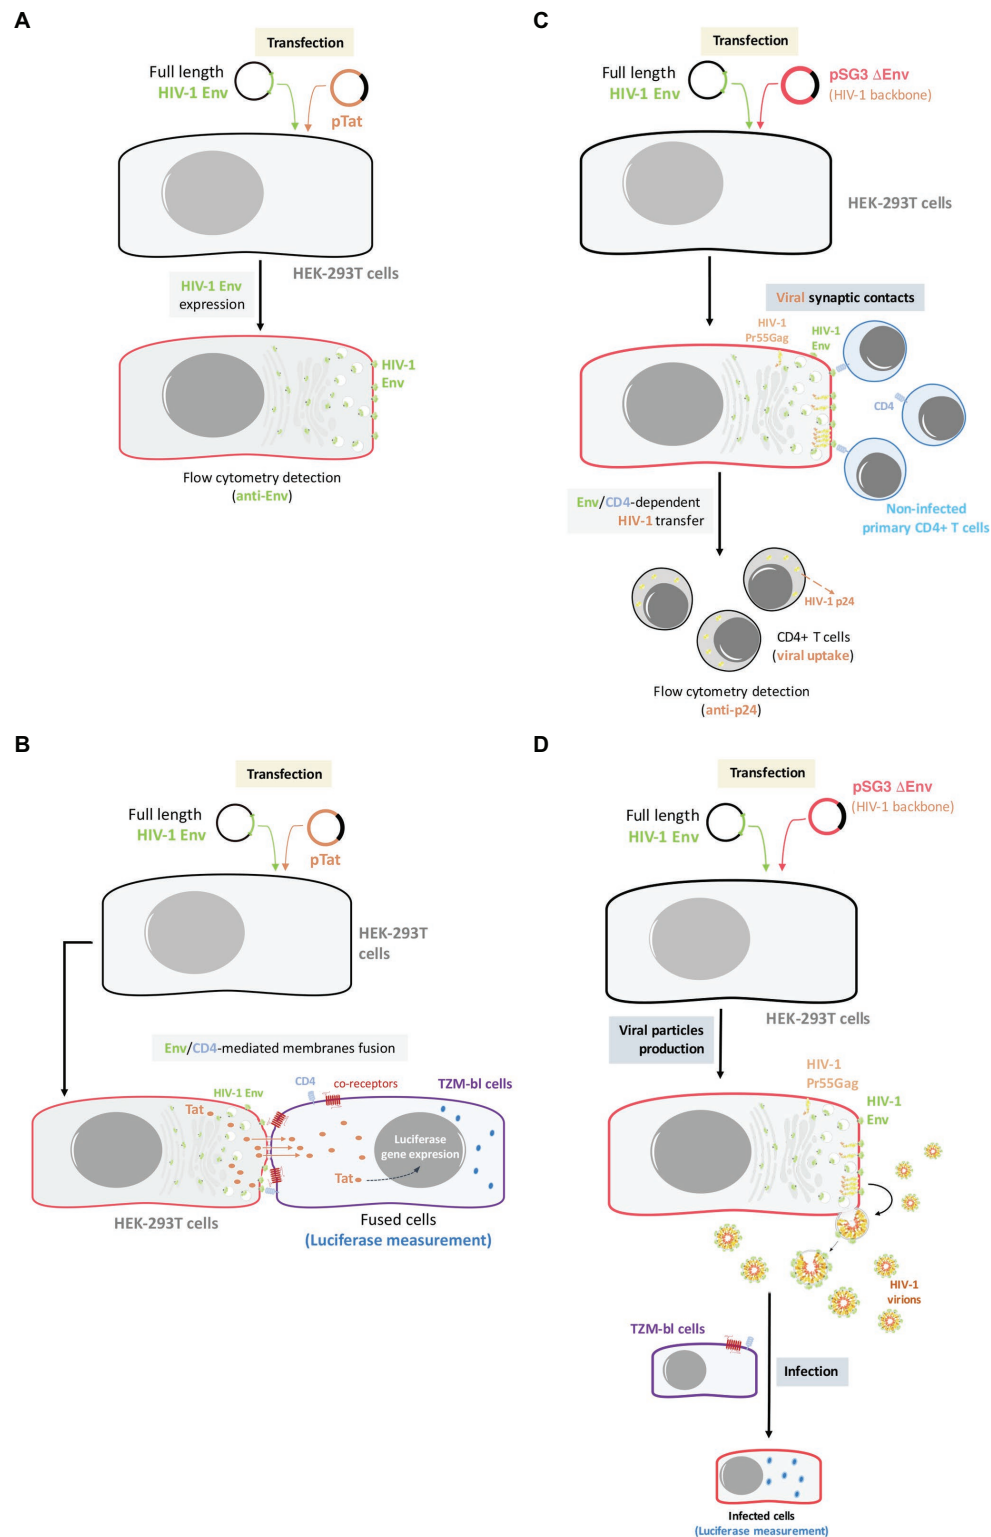 A
Transfection
Full length
HIV-1 Env
pTat
HEK-293T cells
HIV-1 Env
expression
HIV-1
Env
Flow cytometry detection
(anti-Env)
C
Transfection
Full length
HIV-1 Env
pSG3 ΔEnv
(HIV-1 backbone)
HEK-293T cells
Viral synaptic contacts
HIV-1
Pr55Gag
HIV-1
Env
CD4
Non-infected
primary CD4+ T cells
Env/CD4-dependent
HIV-1 transfer
HIV-1 p24
CD4+ T cells
(viral uptake)
Flow cytometry detection
(anti-p24)
B
Transfection
Full length
HIV-1 Env
pTat
HEK-293T
cells
Env/CD4-mediated membranes fusion
CD4
co-receptors
TZM-bl cells
HIV-1 Env
Tat
Luciferase
gene expresion
Tat
HEK-293T cells
Fused cells
(Luciferase measurement)
D
Transfection
Full length
HIV-1 Env
pSG3 ΔEnv
(HIV-1 backbone)
HEK-293T cells
Viral particles
production
HIV-1
Pr55Gag
HIV-1
Env
HIV-1
virions
TZM-bl cells
Infection
Infected cells
(Luciferase measurement)